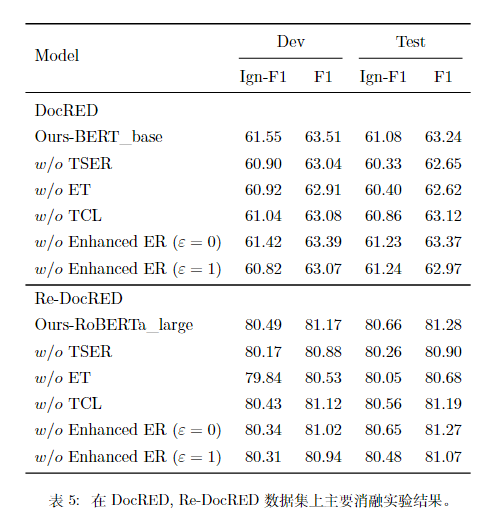 Model Dev Test
Ign-F1 F1 Ign-F1 F1
DocRED
Ours-BERT_base 61.55 63.51 61.08 63.24
w/o TSER 60.90 63.04 60.33 62.65
w/o ET 60.92 62.91 60.40 62.62
w/o TCL 61.04 63.08 60.86 63.12
w/o Enhanced ER (ε = 0) 61.42 63.39 61.23 63.37
w/o Enhanced ER (ε = 1) 60.82 63.07 61.24 62.97
Re-DocRED
Ours-RoBERTa_large 80.49 81.17 80.66 81.28
w/o TSER 80.17 80.88 80.26 80.90
w/o ET 79.84 80.53 80.05 80.68
w/o TCL 80.43 81.12 80.56 81.19
w/o Enhanced ER (ε = 0) 80.34 81.02 80.65 81.27
w/o Enhanced ER (ε = 1) 80.31 80.94 80.48 81.07
表 5: 在 DocRED, Re-DocRED 数据集上主要消融实验结果。